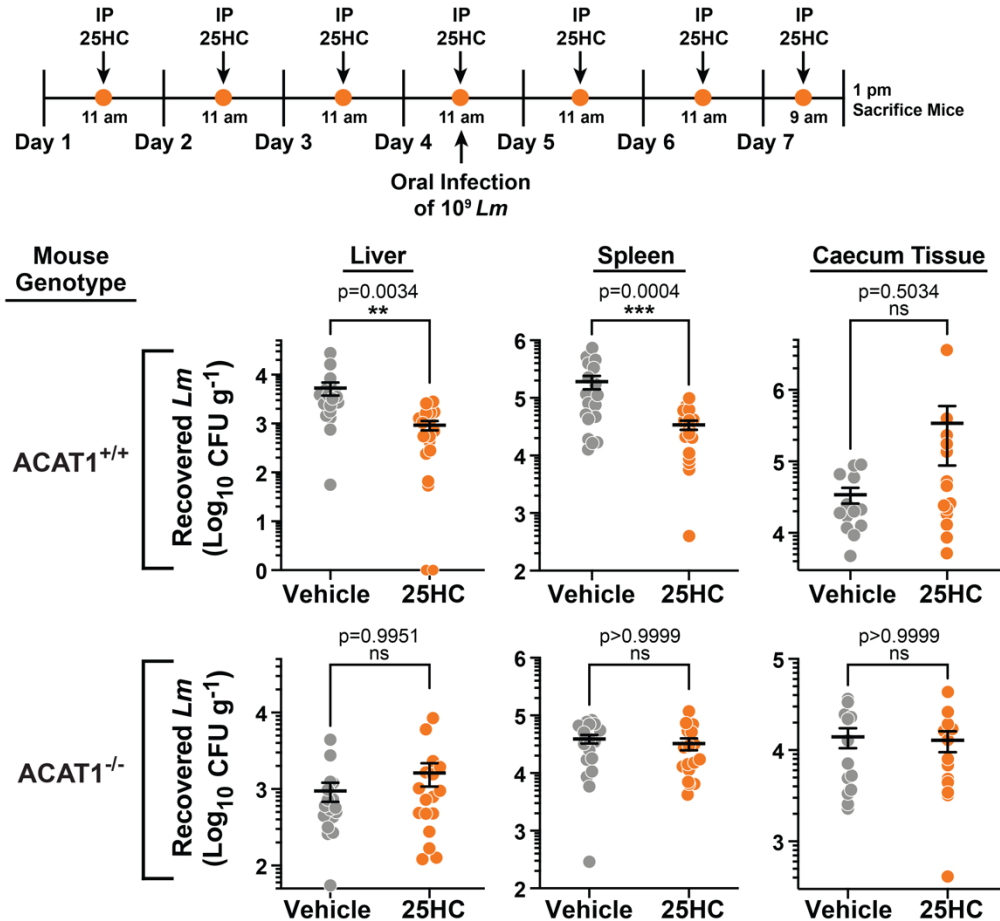 IP IP IP IP IP IP IP
25HC 25HC 25HC 25HC 25HC 25HC 25HC
11 am 11 am 11 am 11 am 11 am 11 am 9 am
1 pm
Sacrifice Mice
Day 1 Day 2 Day 3 Day 4 Day 5 Day 6 Day 7
Oral Infection
of 10⁹ Lm
Mouse
Genotype
Liver Spleen Caecum Tissue
p=0.0034 p=0.0004 p=0.5034
** *** ns
ACAT1+/+
Recovered Lm
(Log₁₀ CFU g⁻¹)
4
3
2
1
0
Vehicle 25HC
6
5
4
3
2
Vehicle 25HC
6
5
4
Vehicle 25HC
p=0.9951 p>0.9999 p>0.9999
ns ns ns
ACAT1-/-
Recovered Lm
(Log₁₀ CFU g⁻¹)
4
3
2
Vehicle 25HC
6
5
4
3
2
Vehicle 25HC
5
4
3
Vehicle 25HC